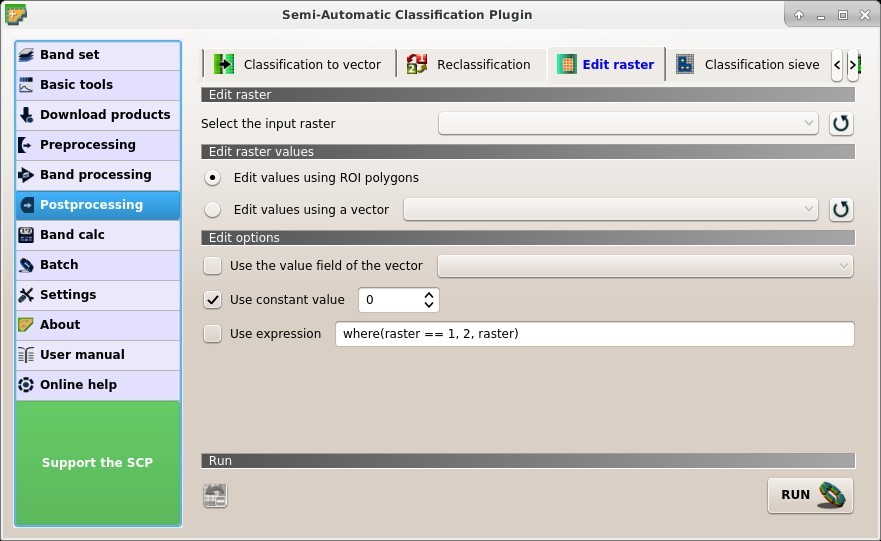 Semi-Automatic Classification Plugin
Band set
Basic tools
Download products
Preprocessing
Band processing
Postprocessing
Band calc
Batch
Settings
About
User manual
Online help
Support the SCP
Classification to vector
Reclassification
Edit raster
Classification sieve
Edit raster
Select the input raster
Edit raster values
Edit values using ROI polygons
Edit values using a vector
Edit options
Use the value field of the vector
Use constant value 0
Use expression where(raster == 1, 2, raster)
Run
RUN